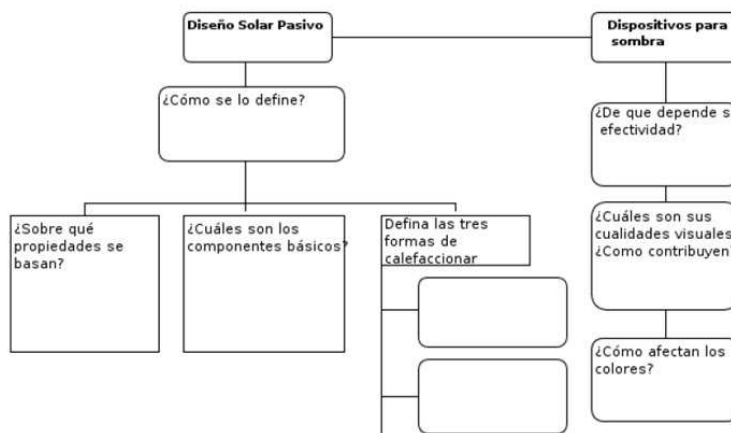 Diseño Solar Pasivo
Dispositivos para
sombra
¿Cómo se lo define?
¿De que depende s
efectividad?
¿Sobre qué
propiedades se
basan?
¿Cuáles son los
componentes básicos?
Defina las tres
formas de
calefaccionar
¿Cuáles son sus
cualidades visuales
¿Como contribuyen
¿Cómo afectan los
colores?